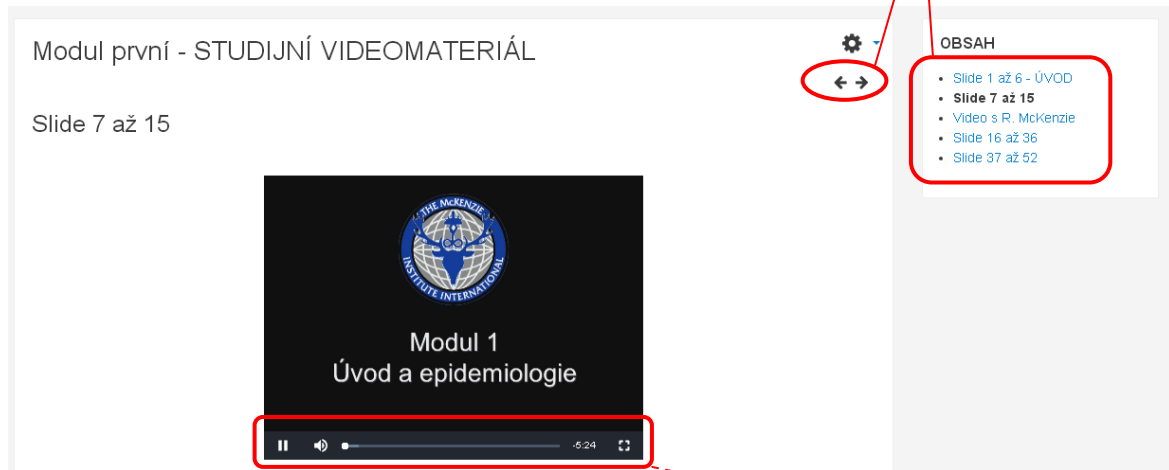 Modul první - STUDIJNÍ VIDEOMATERIÁL
Slide 7 až 15
THE McKENZIE
INSTITUTE INTERNATIONAL
Modul 1
Úvod a epidemiologie
-5:24
OBSAH
Slide 1 až 6 - ÚVOD
Slide 7 až 15
Video s R. McKenzie
Slide 16 až 36
Slide 37 až 52